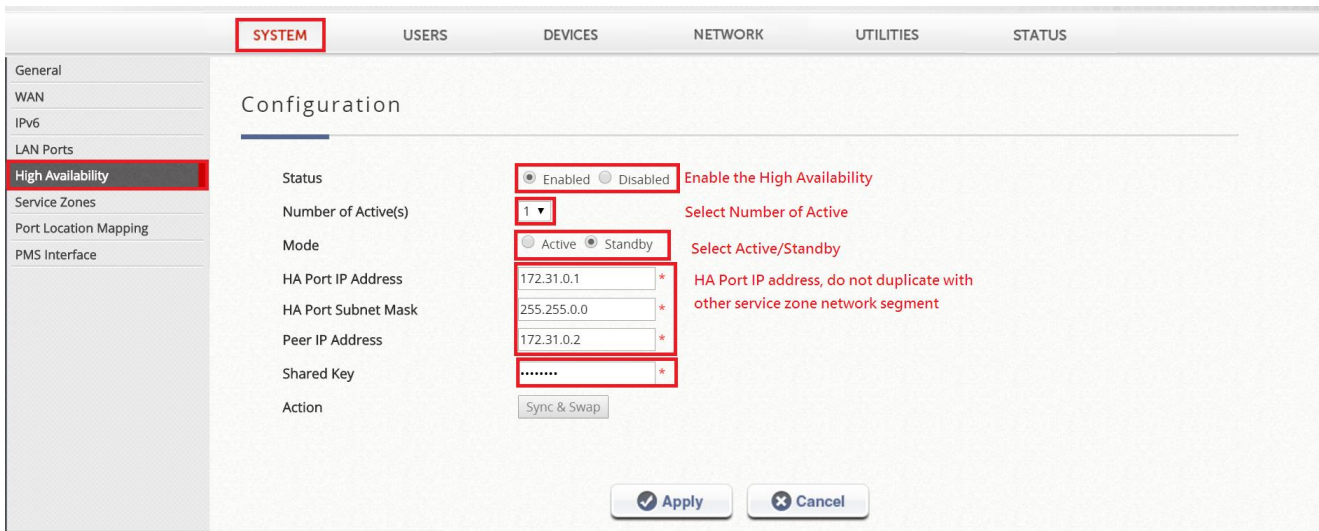 SYSTEM USERS DEVICES NETWORK UTILITIES STATUS
General
WAN
IPv6
LAN Ports
High Availability
Service Zones
Port Location Mapping
PMS Interface
Configuration
Status Enabled Disabled Enable the High Availability
Number of Active(s) 1 Select Number of Active
Mode Active Standby Select Active/Standby
HA Port IP Address 172.31.0.1 * HA Port IP address, do not duplicate with
HA Port Subnet Mask 255.255.0.0 * other service zone network segment
Peer IP Address 172.31.0.2 *
Shared Key •••••••• *
Action Sync & Swap
Apply Cancel